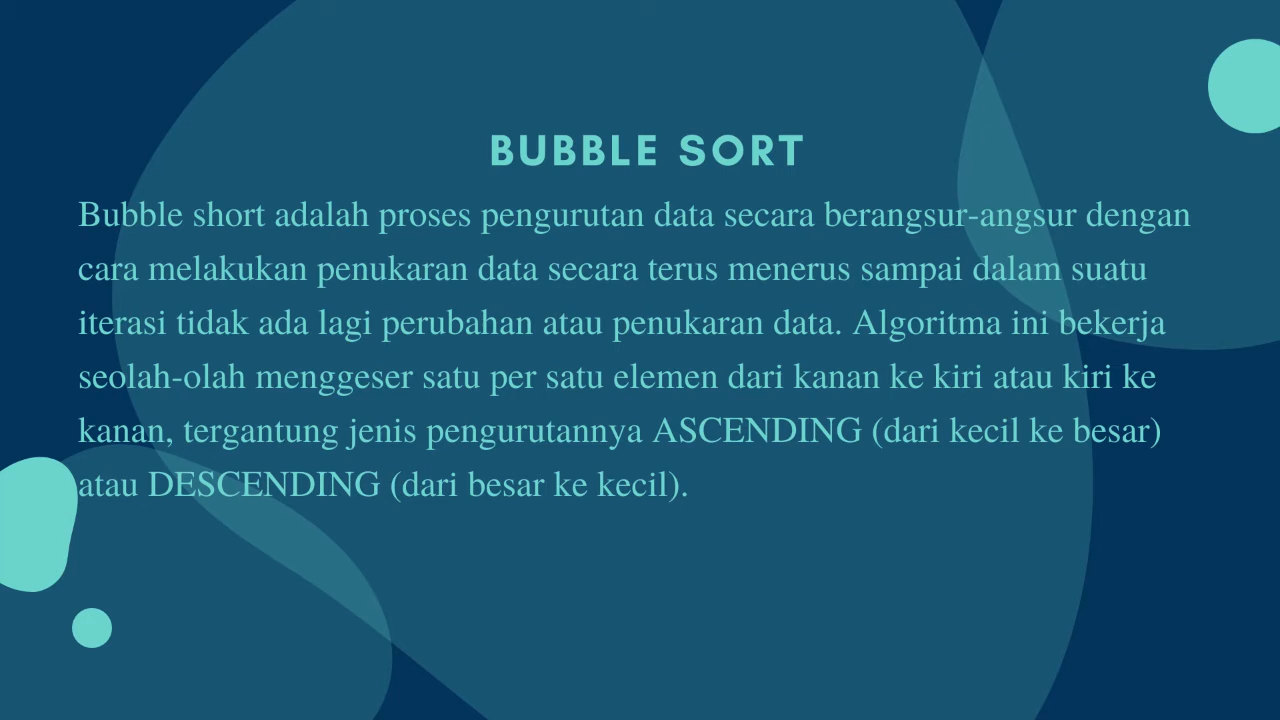 BUBBLE SORT
Bubble short adalah proses pengurutan data secara berangsur-angsur dengan
cara melakukan penukaran data secara terus menerus sampai dalam suatu
iterasi tidak ada lagi perubahan atau penukaran data. Algoritma ini bekerja
seolah-olah menggeser satu per satu elemen dari kanan ke kiri atau kiri ke
kanan, tergantung jenis pengurutannya ASCENDING (dari kecil ke besar)
atau DESCENDING (dari besar ke kecil).